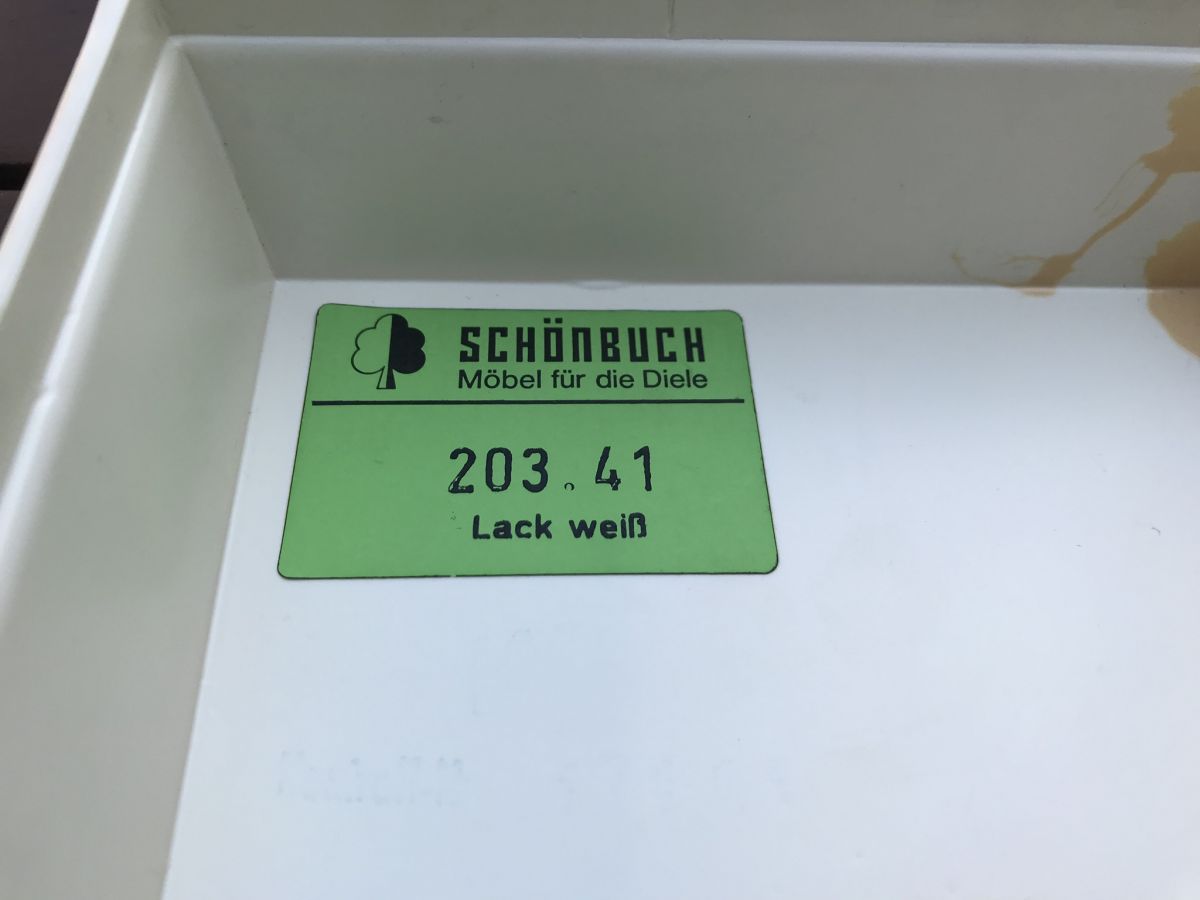 SCHÖNBUCH
Möbel für die Diele
203.41
Lack weiß